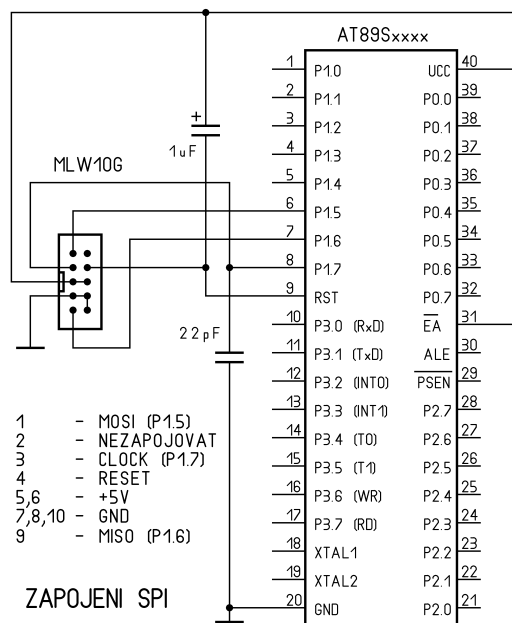 AT89Sxxxx
1 P1.0 UCC 40
2 P1.1 P0.0 39
3 P1.2 P0.1 38
4 P1.3 P0.2 37
5 P1.4 P0.3 36
6 P1.5 P0.4 35
7 P1.6 P0.5 34
8 P1.7 P0.6 33
9 RST P0.7 32
10 P3.0 (RxD) EA 31
11 P3.1 (TxD) ALE 30
12 P3.2 (INT0) PSEN 29
13 P3.3 (INT1) P2.7 28
14 P3.4 (T0) P2.6 27
15 P3.5 (T1) P2.5 26
16 P3.6 (WR) P2.4 25
17 P3.7 (RD) P2.3 24
18 XTAL1 P2.2 23
19 XTAL2 P2.1 22
20 GND P2.0 21
+
1uF
MLW10G
22pF
1 - MOSI (P1.5)
2 - NEZAPOJOVAT
3 - CLOCK (P1.7)
4 - RESET
5,6 - +5V
7,8,10 - GND
9 - MISO (P1.6)
ZAPOJENI SPI